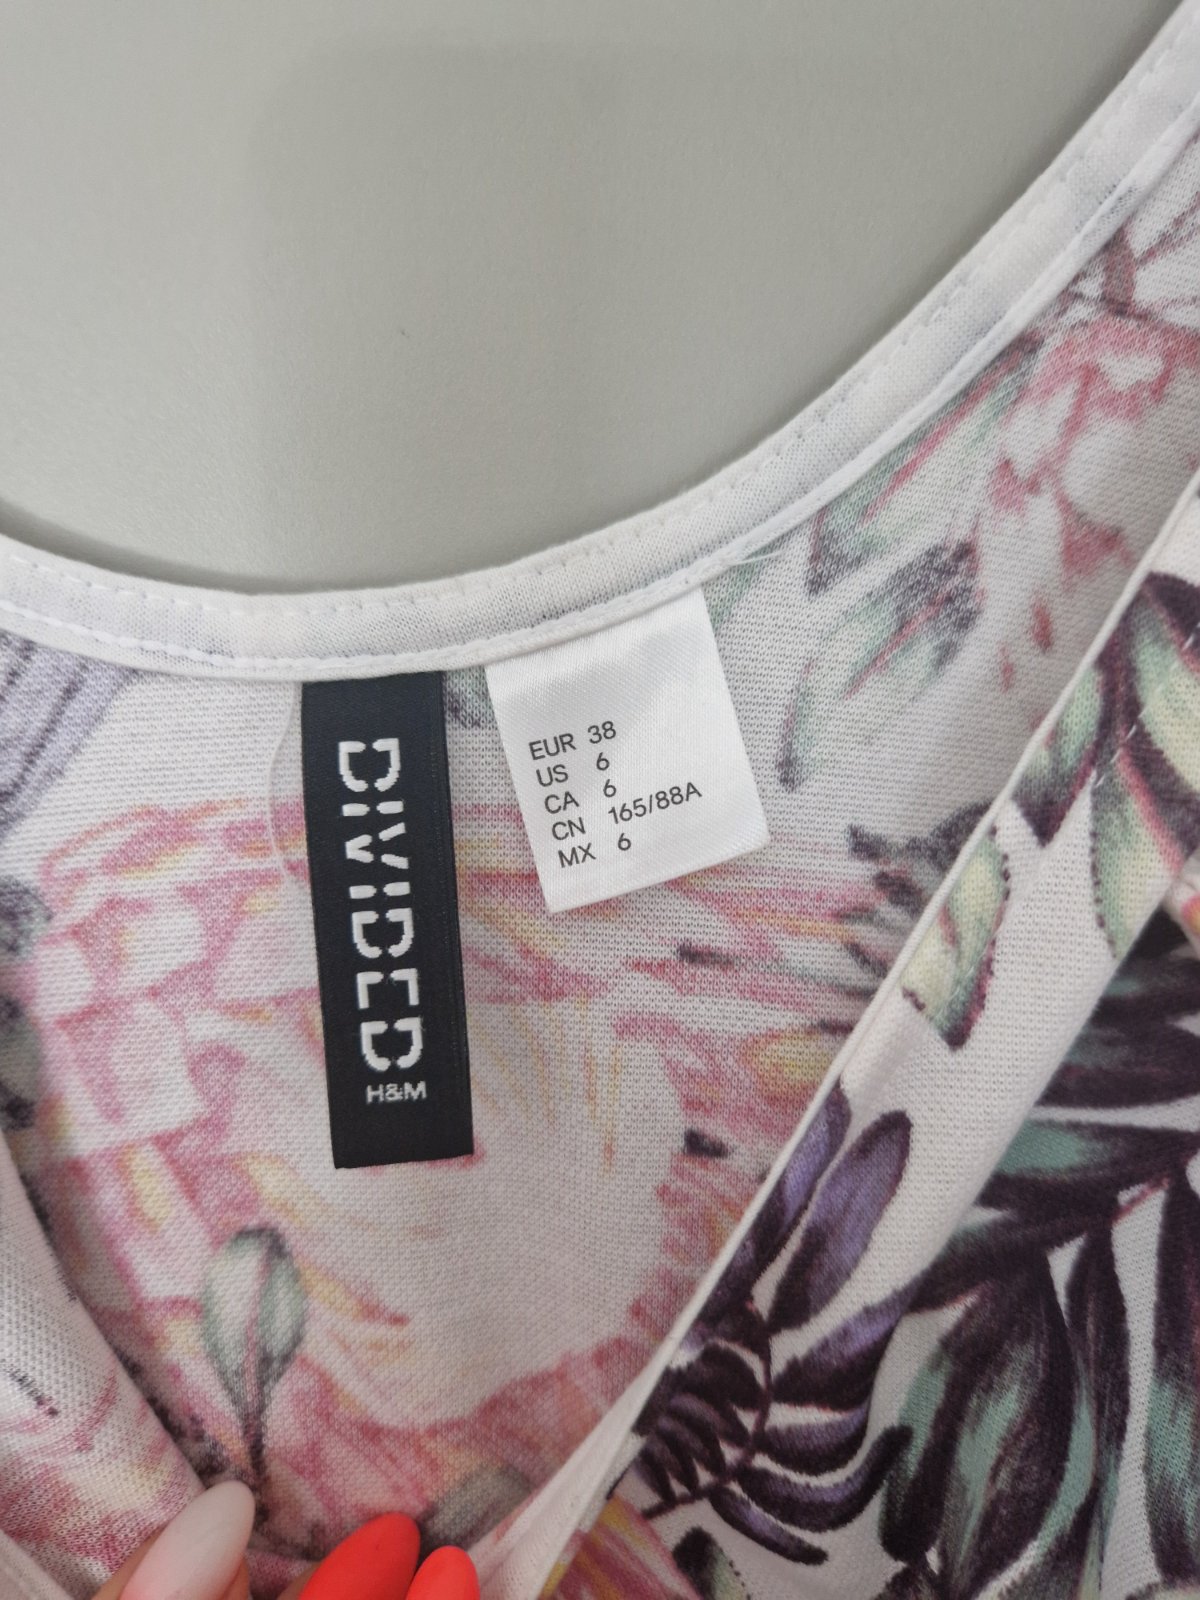 DIVIDED
H&M
EUR 38
US 6
CA 6
CN 165/88A
MX 6